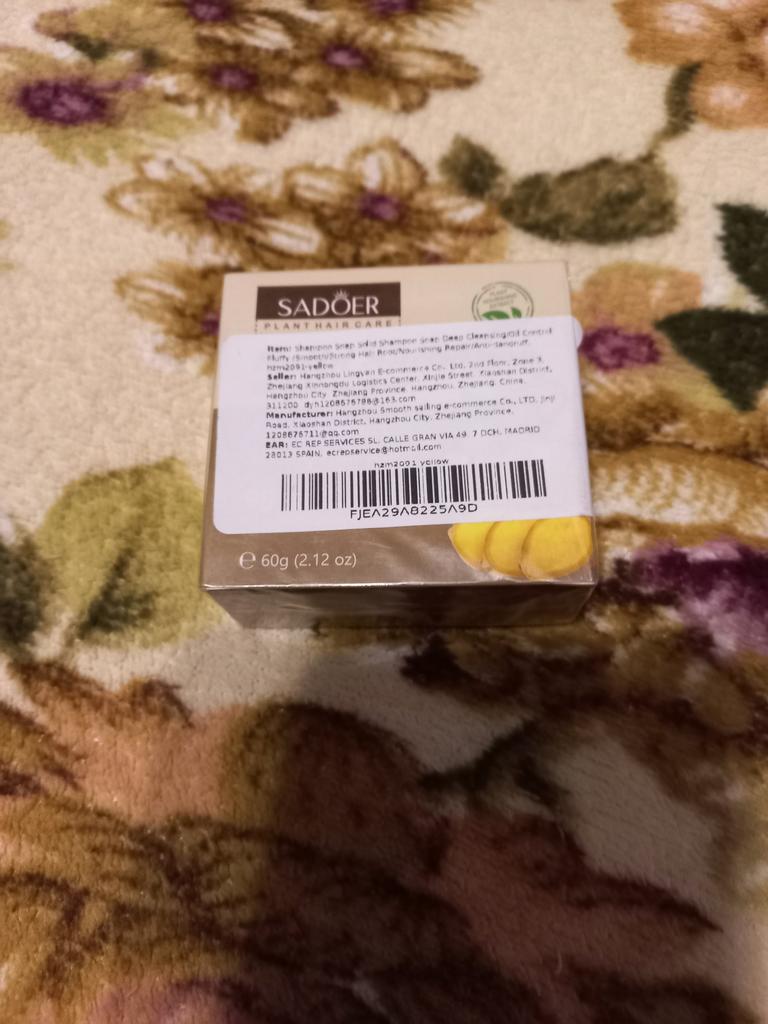 SADOER
PLANT HAIR CARE
PLANT
NOURISHING
EXTRACT
Item: Shampoo Soap Solid Shampoo Soap Deep Cleansing/Oil Control
Fluffy /Smooth/Strong Hair Root/Nourishing Repair/Anti-dandruff.
hzm2091-yellow
Seller: Hangzhou Lingyan E-commerce Co., Ltd. 2nd Floor, Zone 3,
Zhejiang Xinnongdu Logistics Center, Xinjie Street, Xiaoshan District,
Hangzhou City, Zhejiang Province, Hangzhou, Zhejiang, China,
311200 dyh1208676788@163.com
Manufacturer: Hangzhou Smooth sailing e-commerce Co., LTD, Jinji
Road, Xiaoshan District, Hangzhou City, Zhejiang Province.
1208676711@qq.com
EAR: EC REP SERVICES SL, CALLE GRAN VIA 49, 7 DCH, MADRID
28013 SPAIN, ecrepservice@hotmail.com
hzm2091 yellow
FJEA29A8225A9D
℮ 60g (2.12 oz)